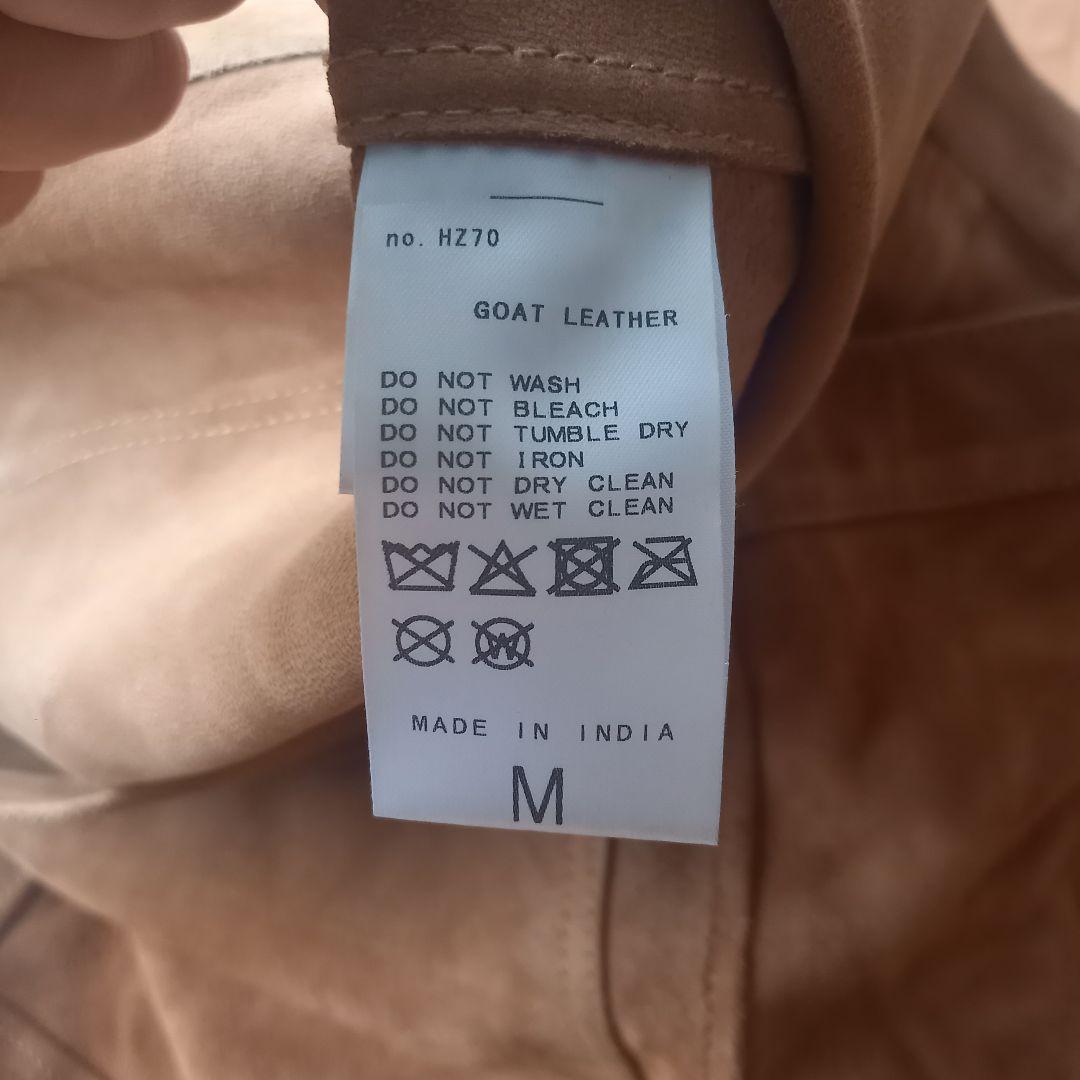 no. HZ70
GOAT LEATHER
DO NOT WASH
DO NOT BLEACH
DO NOT TUMBLE DRY
DO NOT IRON
DO NOT DRY CLEAN
DO NOT WET CLEAN
W
MADE IN INDIA
M